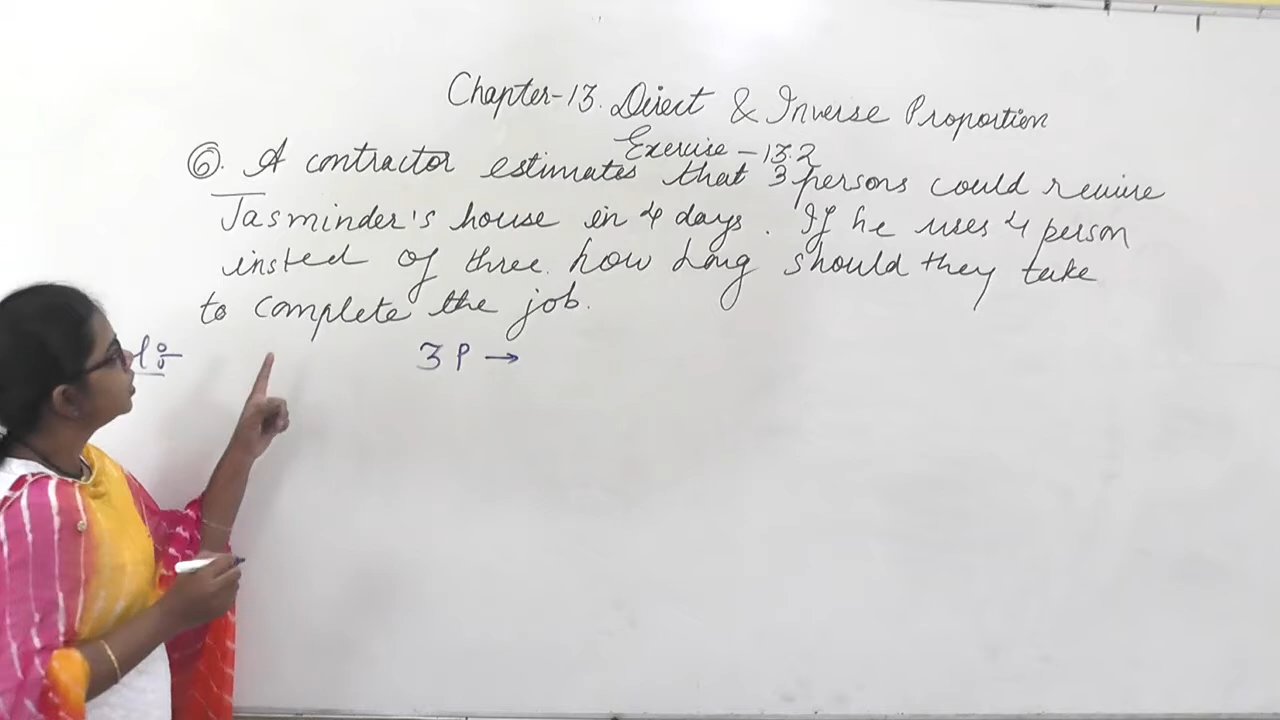 Chapter-13. Direct & Inverse Proportion
Exercise - 13.2
6. A contractor estimates that 3 persons could rewire
Jasminder's house in 4 days. If he uses 4 person
insted of three. how long should they take
to complete the job.
3 P →